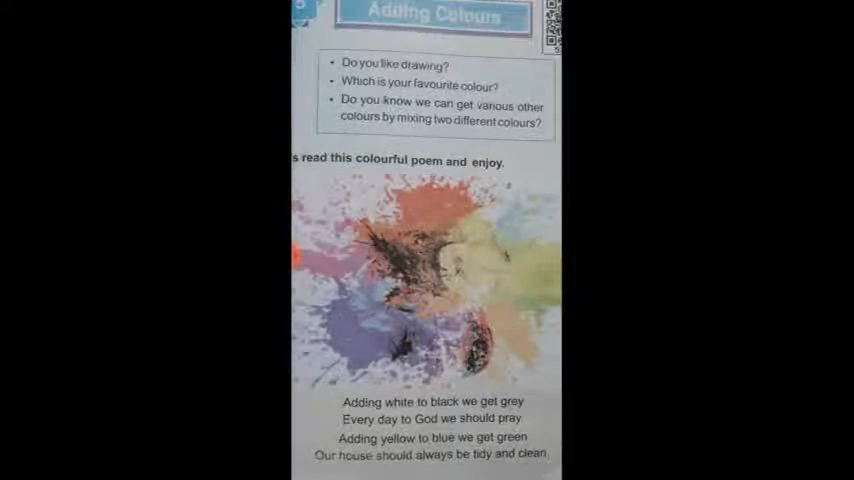 5
Adding Colours
• Do you like drawing?
• Which is your favourite colour?
• Do you know we can get various other
colours by mixing two different colours?
s read this colourful poem and enjoy.
Adding white to black we get grey
Every day to God we should pray
Adding yellow to blue we get green
Our house should always be tidy and clean